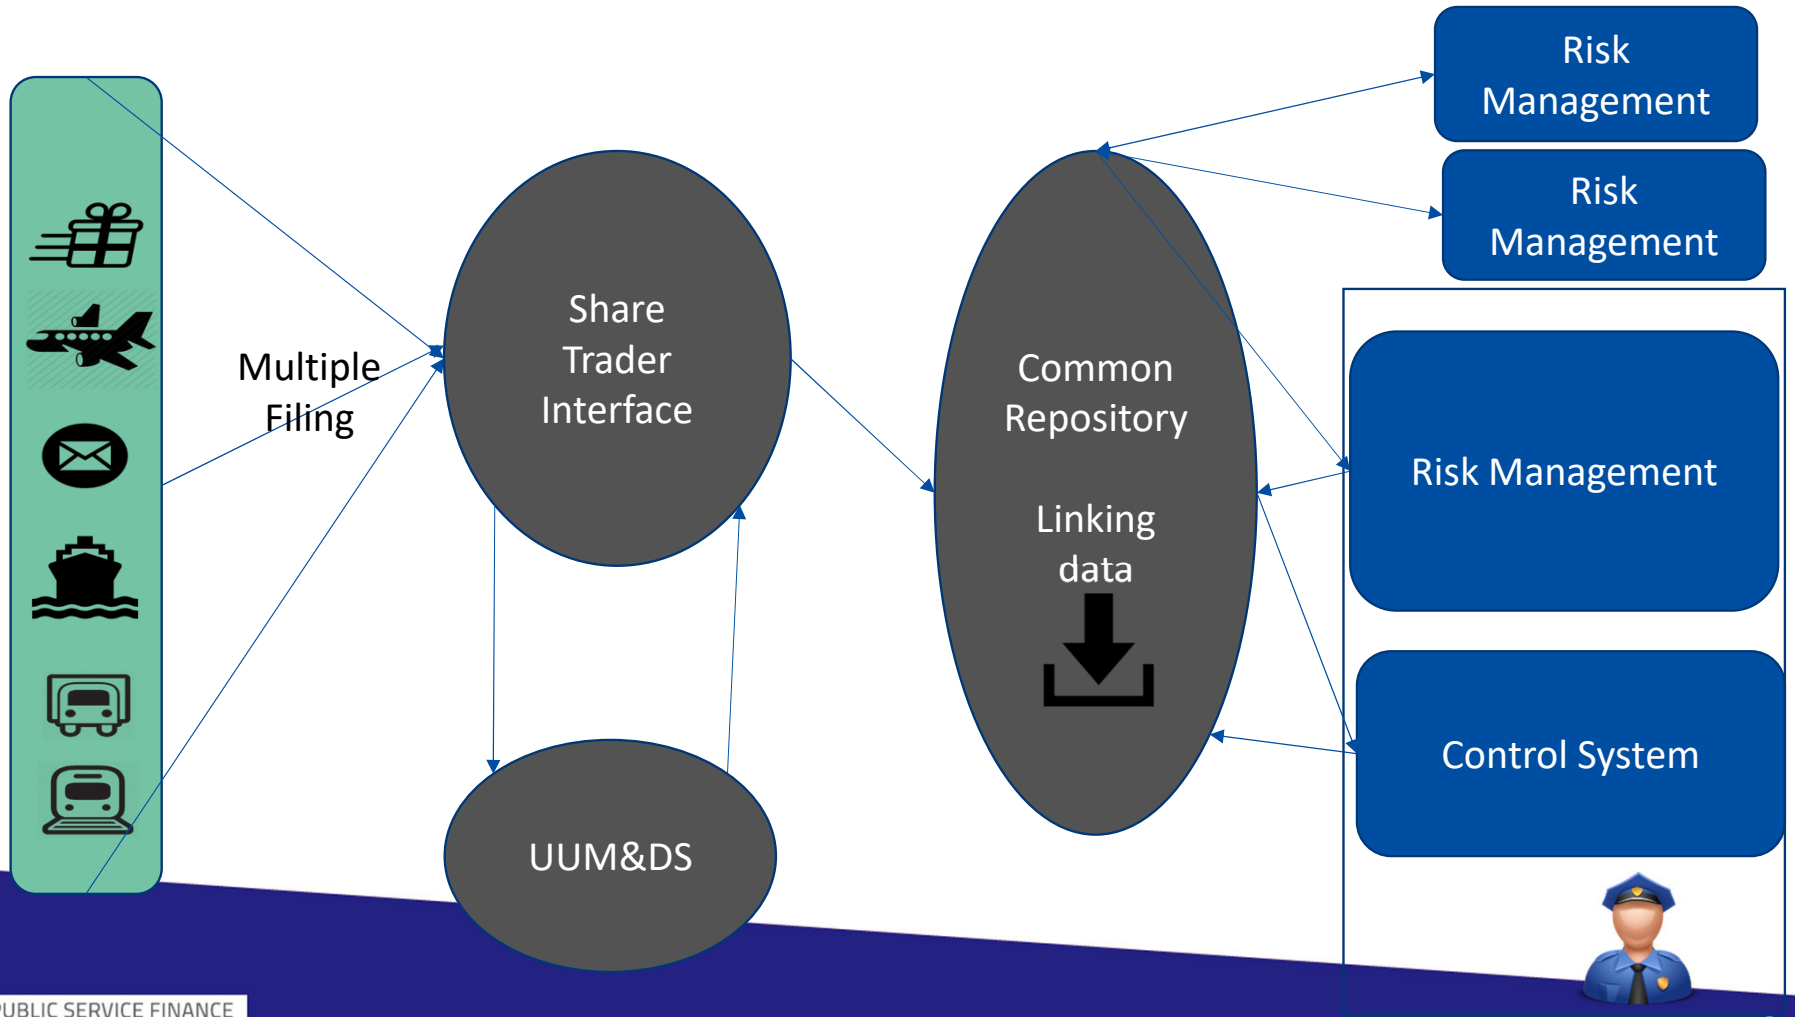 Risk
Management
Risk
Management
Multiple
Filing
Share
Trader
Interface
Common
Repository
Linking
data
Risk Management
Control System
UUM&DS
PUBLIC SERVICE FINANCE